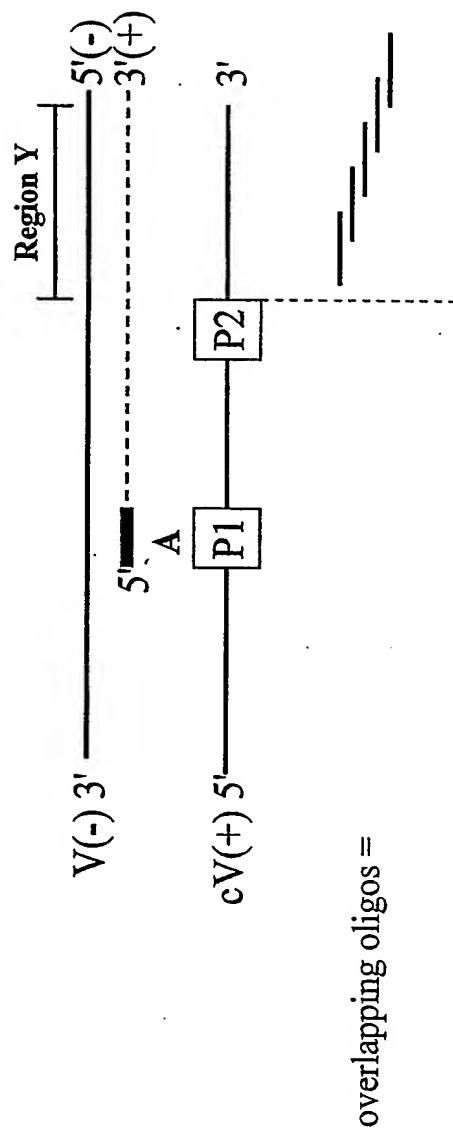 Region Y
V(-) 3' 5'(-)
5' 3'(+)
A
cV(+) 5' P1 P2 3'
overlapping oligos =